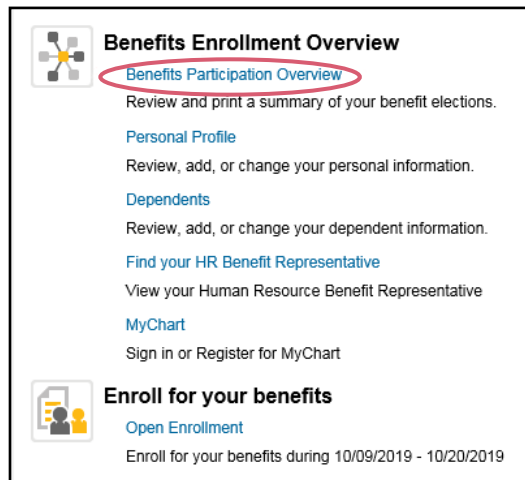 Benefits Enrollment Overview
Benefits Participation Overview
Review and print a summary of your benefit elections.
Personal Profile
Review, add, or change your personal information.
Dependents
Review, add, or change your dependent information.
Find your HR Benefit Representative
View your Human Resource Benefit Representative
MyChart
Sign in or Register for MyChart
Enroll for your benefits
Open Enrollment
Enroll for your benefits during 10/09/2019 - 10/20/2019